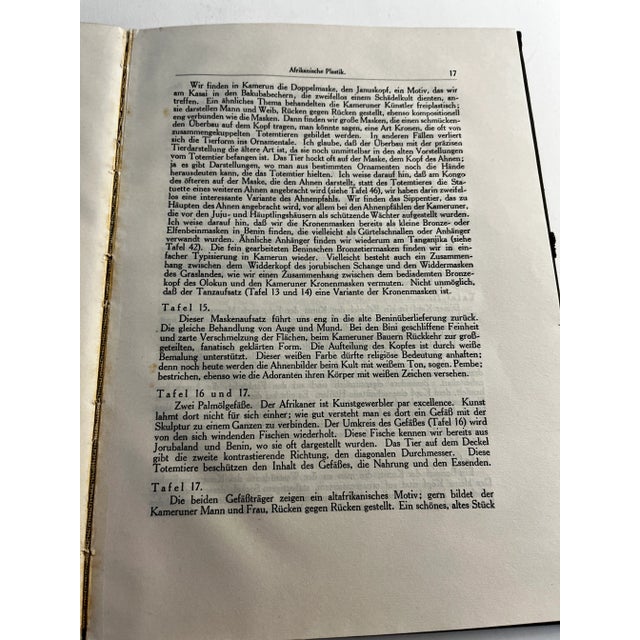 Afrikanische Plastik. 17
Wir finden in Kamerun die Doppelmaske, den Januskopf, ein Motiv, das wir
am Kasai in den Bakubabechern, die zweifellos einem Schädelkult dienten, an-
treffen. Ein ähnliches Thema behandelten die Kameruner Künstler freiplastisch;
sie darstellen Mann und Weib, Rücken gegen Rücken gestellt, ebenso kompositionell
eng verbunden wie die Masken. Dann finden wir große Masken, die einen schmücken-
den Überbau auf dem Kopf tragen, man könnte sagen, eine Art Kronen, die oft von
zusammengekuppelten Totemtieren gebildet werden. In anderen Fällen verliert
sich die Tierform ins Ornamentale. Ich glaube, daß der Überbau mit der präzisen
Tierdarstellung die ältere Art ist, da sie noch unmittelbar in den alten Vorstellungen
vom Totemtier befangen ist. Das Tier hockt oft auf der Maske, dem Kopf des Ahnen;
ja es gibt Darstellungen, wo man aus bestimmten Ornamenten noch die Hände
herausdeuten kann, die das Totemtier hielten. Ich weise darauf hin, daß am Kongo
des öfteren auf der Maske, die den Ahnen darstellt, statt des Totemtieres die Sta-
tuette eines weiteren Ahnen angebracht wird (siehe Tafel 46), wir haben darin zweifel-
los eine interessante Variante des Ahnenpfahls. Wir finden das Sippentier, das zu
Häupten des Ahnen angebracht wird, vor allem bei den Ahnenpfählen der Kameruner,
die vor den Juju- und Häuptlingshäusern als schützende Wächter aufgestellt wurden.
Ich weise darauf hin, daß wir die Kronenmasken bereits als kleine Bronze- oder
Elfenbeinmasken in Benin finden, die vielleicht als Gürtelschnallen oder Anhänger
verwandt wurden. Ähnliche Anhänger finden wir wiederum am Tanganjika (siehe
Tafel 42). Die fein gearbeiteten Beninschen Bronzetiermasken finden wir in ein-
facher Typisierung in Kamerun wieder. Vielleicht besteht auch ein Zusammen-
hang zwischen dem Widderkopf des jorubischen Schange und den Widdermasken
des Graslandes, wie wir einen Zusammenhang zwischen dem bediademten Bronze-
kopf des Olokun und den Kameruner Kronenmasken vermuten. Nicht unmöglich,
daß der Tanzaufsatz (Tafel 13 und 14) eine Variante der Kronenmasken ist.
Tafel 15.
Dieser Maskenaufsatz führt uns eng in die alte Beninüberlieferung zurück.
Die gleiche Behandlung von Auge und Mund. Bei den Bini geschliffene Feinheit
und zarte Verschmelzung der Flächen, beim Kameruner Bauern Rückkehr zur groß-
geteilten, fanatisch geklärten Form. Die Aufteilung des Kopfes ist durch weiße
Bemalung unterstützt. Dieser weißen Farbe dürfte religiöse Bedeutung anhaften;
denn noch heute werden die Ahnenbilder beim Kult mit weißem Ton, sogen. Pembe;
bestrichen, ebenso wie die Adoranten ihren Körper mit weißen Zeichen versehen.
Tafel 16 und 17.
Zwei Palmölgefäße. Der Afrikaner ist Kunstgewerbler par excellence. Kunst
lahmt dort nicht für sich einher; wie gut versteht man es dort ein Gefäß mit der
Skulptur zu einem Ganzen zu verbinden. Der Umkreis des Gefäßes (Tafel 16) wird
von den sich windenden Fischen wiederholt. Diese Fische kennen wir bereits aus
Jorubaland und Benin, wo sie oft dargestellt wurden. Das Tier auf dem Deckel
gibt die zweite kontrastierende Richtung, den diagonalen Durchmesser. Diese
Totemtiere beschützen den Inhalt des Gefäßes, die Nahrung und den Essenden.
Tafel 17.
Die beiden Gefäßträger zeigen ein altafrikanisches Motiv; gern bildet der
Kameruner Mann und Frau, Rücken gegen Rücken gestellt. Ein schönes, altes Stück